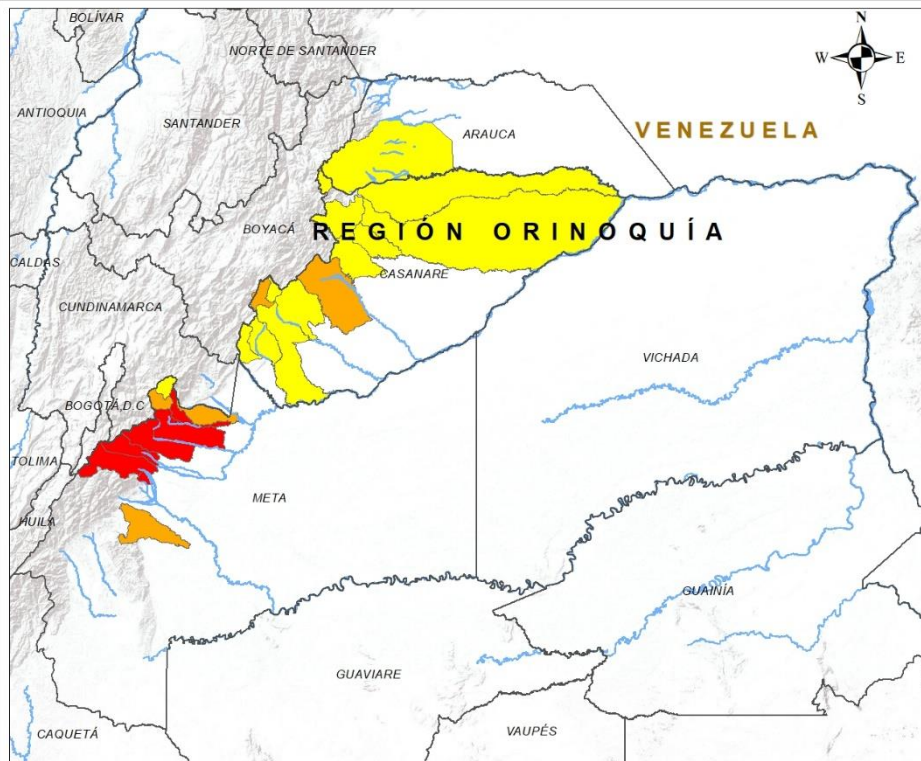 BOLÍVAR
N
NORTE DE SANTANDER
W E
S
ANTIOQUIA
SANTANDER
ARAUCA
VENEZUELA
BOYACÁ
REGIÓN ORINOQUÍA
CALDAS
CASANARE
CUNDINAMARCA
VICHADA
BOGOTÁ,D.C
TOLIMA
META
HUILA
GUAINÍA
GUAVIARE
CAQUETÁ
VAUPÉS